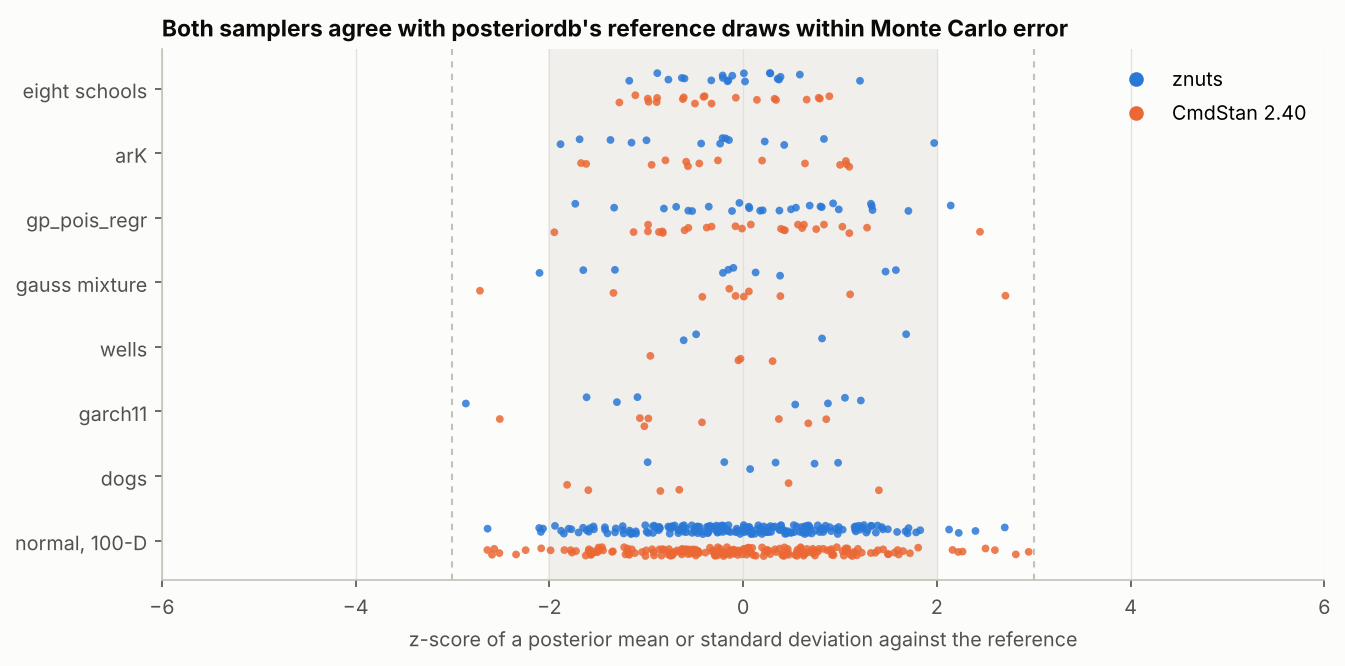 Both samplers agree with posteriordb's reference draws within Monte Carlo error
znuts
CmdStan 2.40
eight schools
arK
gp_pois_regr
gauss mixture
wells
garch11
dogs
normal, 100-D
−6 −4 −2 0 2 4 6
z-score of a posterior mean or standard deviation against the reference